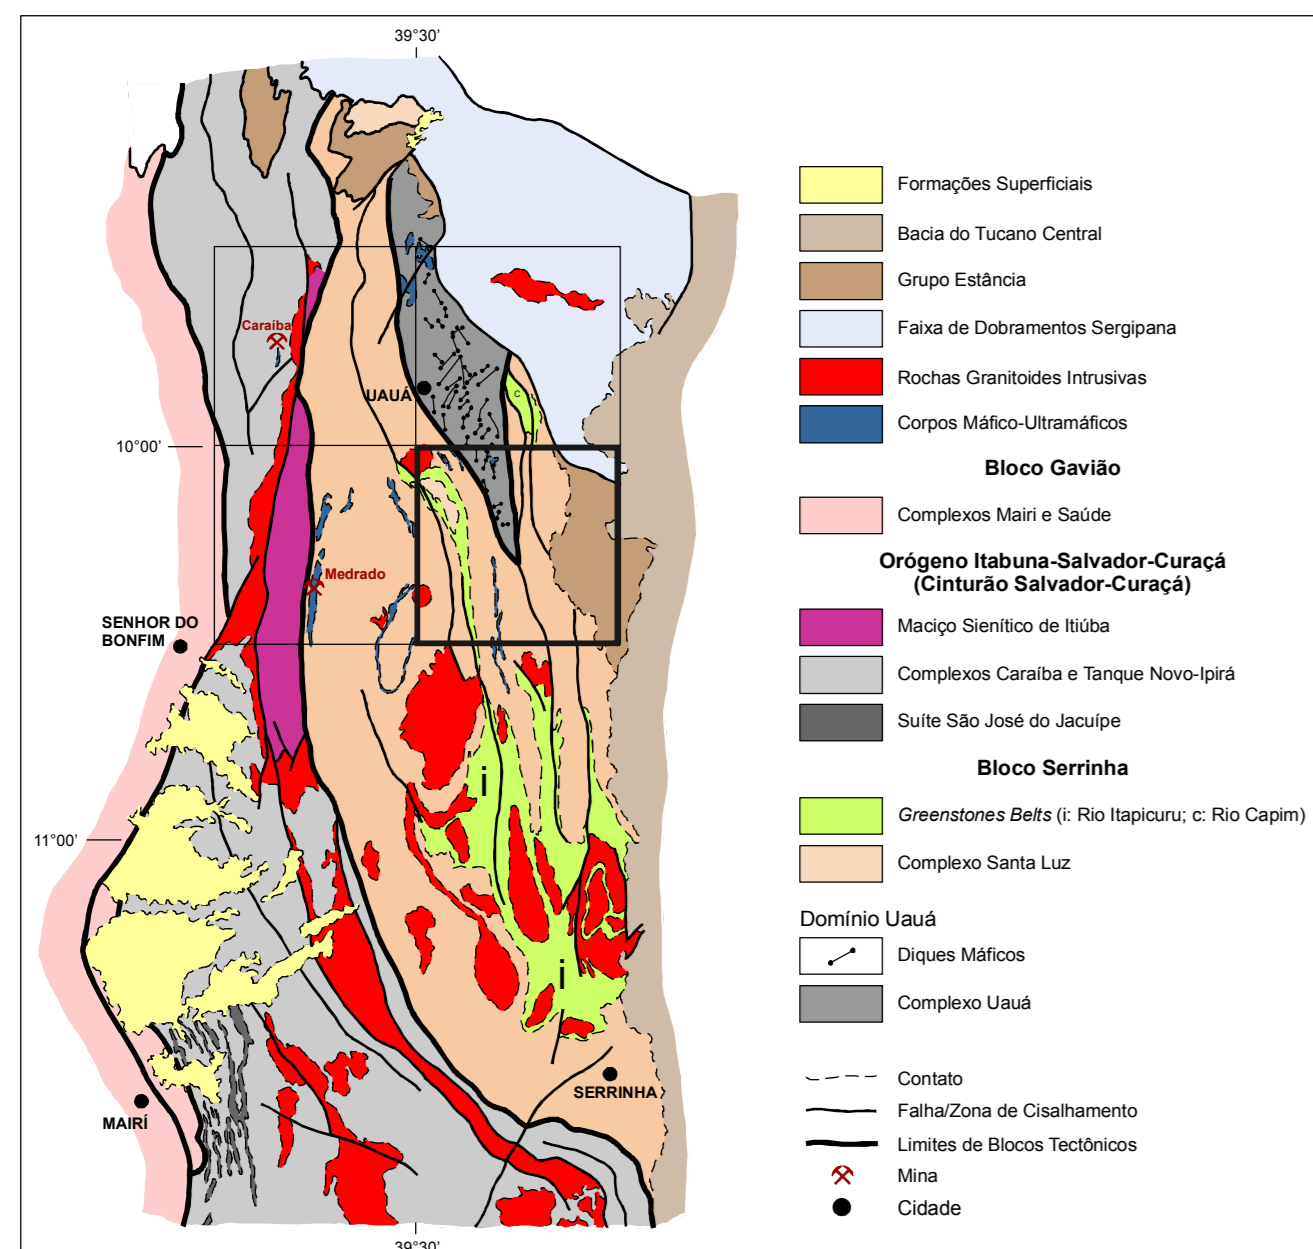 39°30'
Caraíba
UAUÁ
c
10°00'
Medrado
SENHOR DO
BONFIM
i
11°00'
i
SERRINHA
MAIRÍ
39°30'
Formações Superficiais
Bacia do Tucano Central
Grupo Estância
Faixa de Dobramentos Sergipana
Rochas Granitoides Intrusivas
Corpos Máfico-Ultramáficos
Bloco Gavião
Complexos Mairi e Saúde
Orógeno Itabuna-Salvador-Curaçá
(Cinturão Salvador-Curaçá)
Maciço Sienítico de Itiúba
Complexos Caraíba e Tanque Novo-Ipirá
Suíte São José do Jacuípe
Bloco Serrinha
Greenstones Belts (i: Rio Itapicuru; c: Rio Capim)
Complexo Santa Luz
Domínio Uauá
Diques Máficos
Complexo Uauá
Contato
Falha/Zona de Cisalhamento
Limites de Blocos Tectônicos
Mina
Cidade